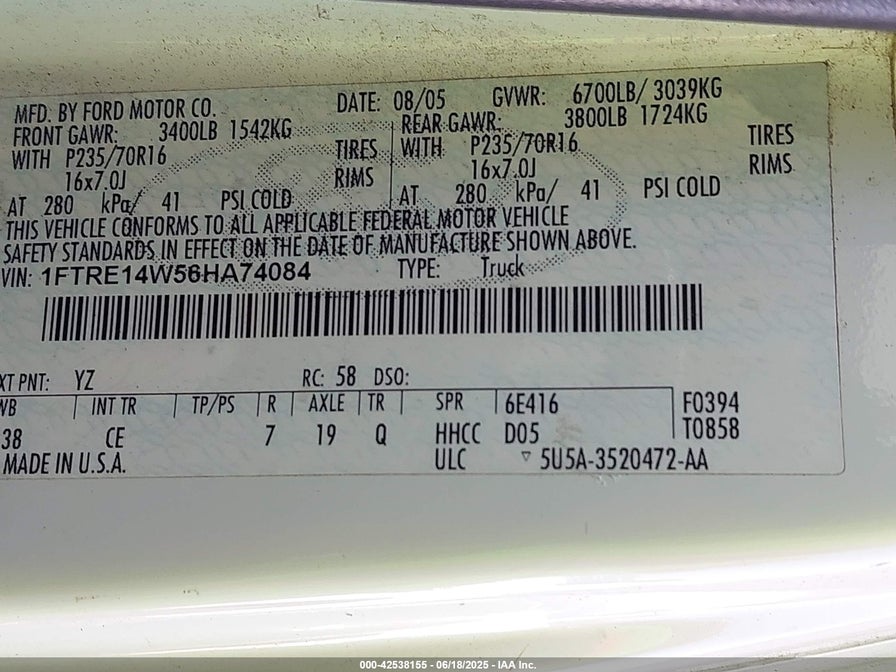 MFD. BY FORD MOTOR CO. DATE: 08/05 GVWR: 6700LB/ 3039KG
FRONT GAWR: 3400LB 1542KG REAR GAWR: 3800LB 1724KG
WITH P235/70R16 TIRES WITH P235/70R16 TIRES
16x7.0J RIMS 16x7.0J RIMS
AT 280 kPa/ 41 PSI COLD AT 280 kPa/ 41 PSI COLD
THIS VEHICLE CONFORMS TO ALL APPLICABLE FEDERAL MOTOR VEHICLE
SAFETY STANDARDS IN EFFECT ON THE DATE OF MANUFACTURE SHOWN ABOVE.
VIN: 1FTRE14W56HA74084 TYPE: Truck
XT PNT: YZ RC: 58 DSO:
WB INT TR TP/PS R AXLE TR SPR 6E416 F0394
38 CE 7 19 Q HHCC D05 T0858
MADE IN U.S.A. ULC ▽ 5U5A-3520472-AA
000-42538155 - 06/18/2025 - IAA Inc.